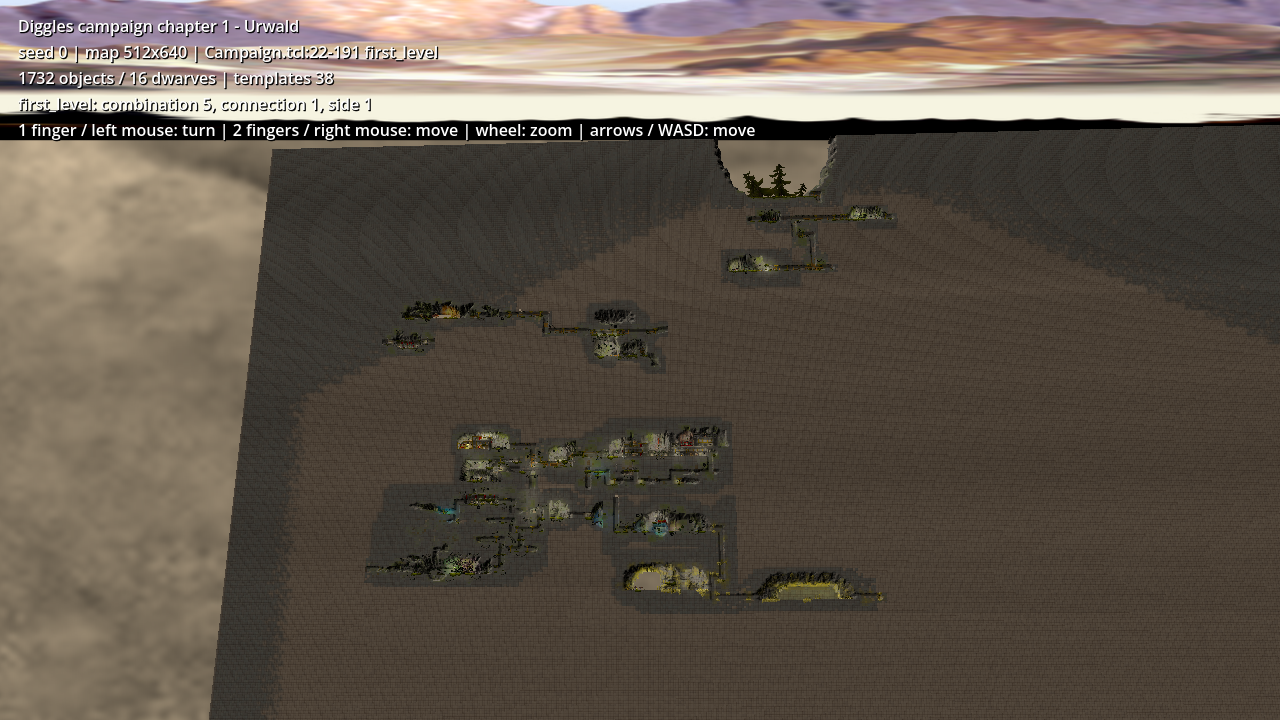 Diggles campaign chapter 1 - Urwald
seed 0 | map 512x640 | Campaign.tcl:22-191 first_level
1732 objects / 16 dwarves | templates 38
first_level: combination 5, connection 1, side 1
1 finger / left mouse: turn | 2 fingers / right mouse: move | wheel: zoom | arrows / WASD: move